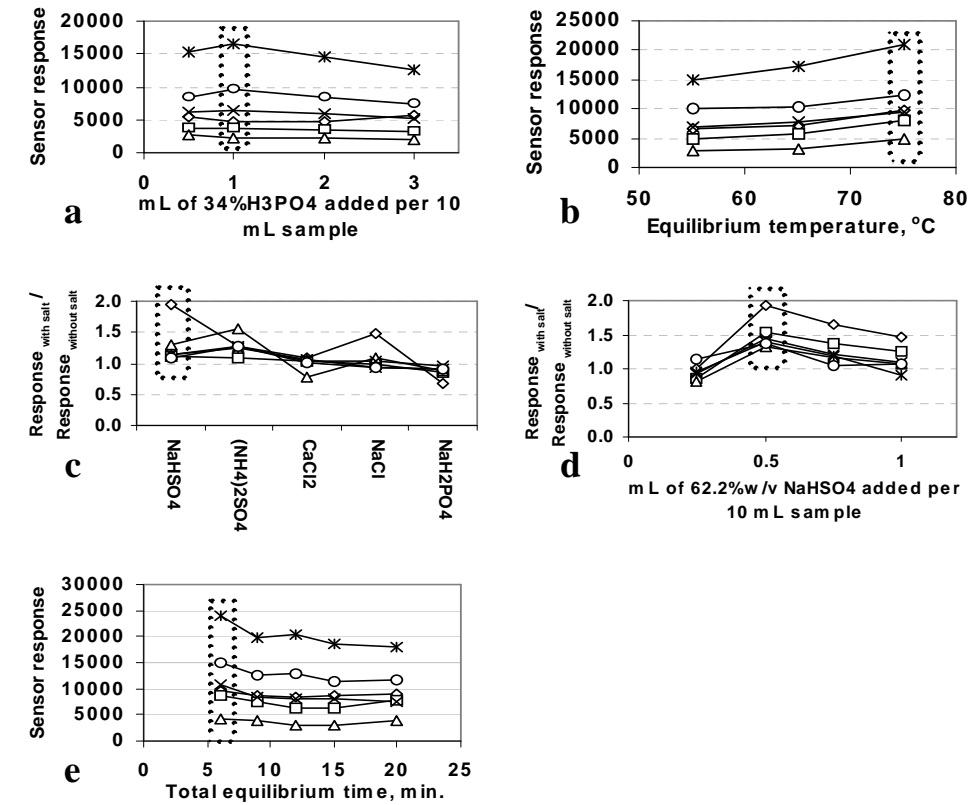 Sensor response
20000
15000
10000
5000
0
0 1 2 3
mL of 34%H3PO4 added per 10
mL sample
a
Sensor response
25000
20000
15000
10000
5000
0
50 60 70 80
Equilibrium temperature, °C
b
Response with salt/
Response without salt
2.0
1.5
1.0
0.5
0.0
NaHSO4
(NH4)2SO4
CaCl2
NaCl
NaH2PO4
c
Response with salt/
Response without salt
2.0
1.5
1.0
0.5
0.0
0 0.5 1
mL of 62.2%w/v NaHSO4 added per
10 mL sample
d
Sensor response
30000
25000
20000
15000
10000
5000
0
0 5 10 15 20 25
Total equilibrium time, min.
e